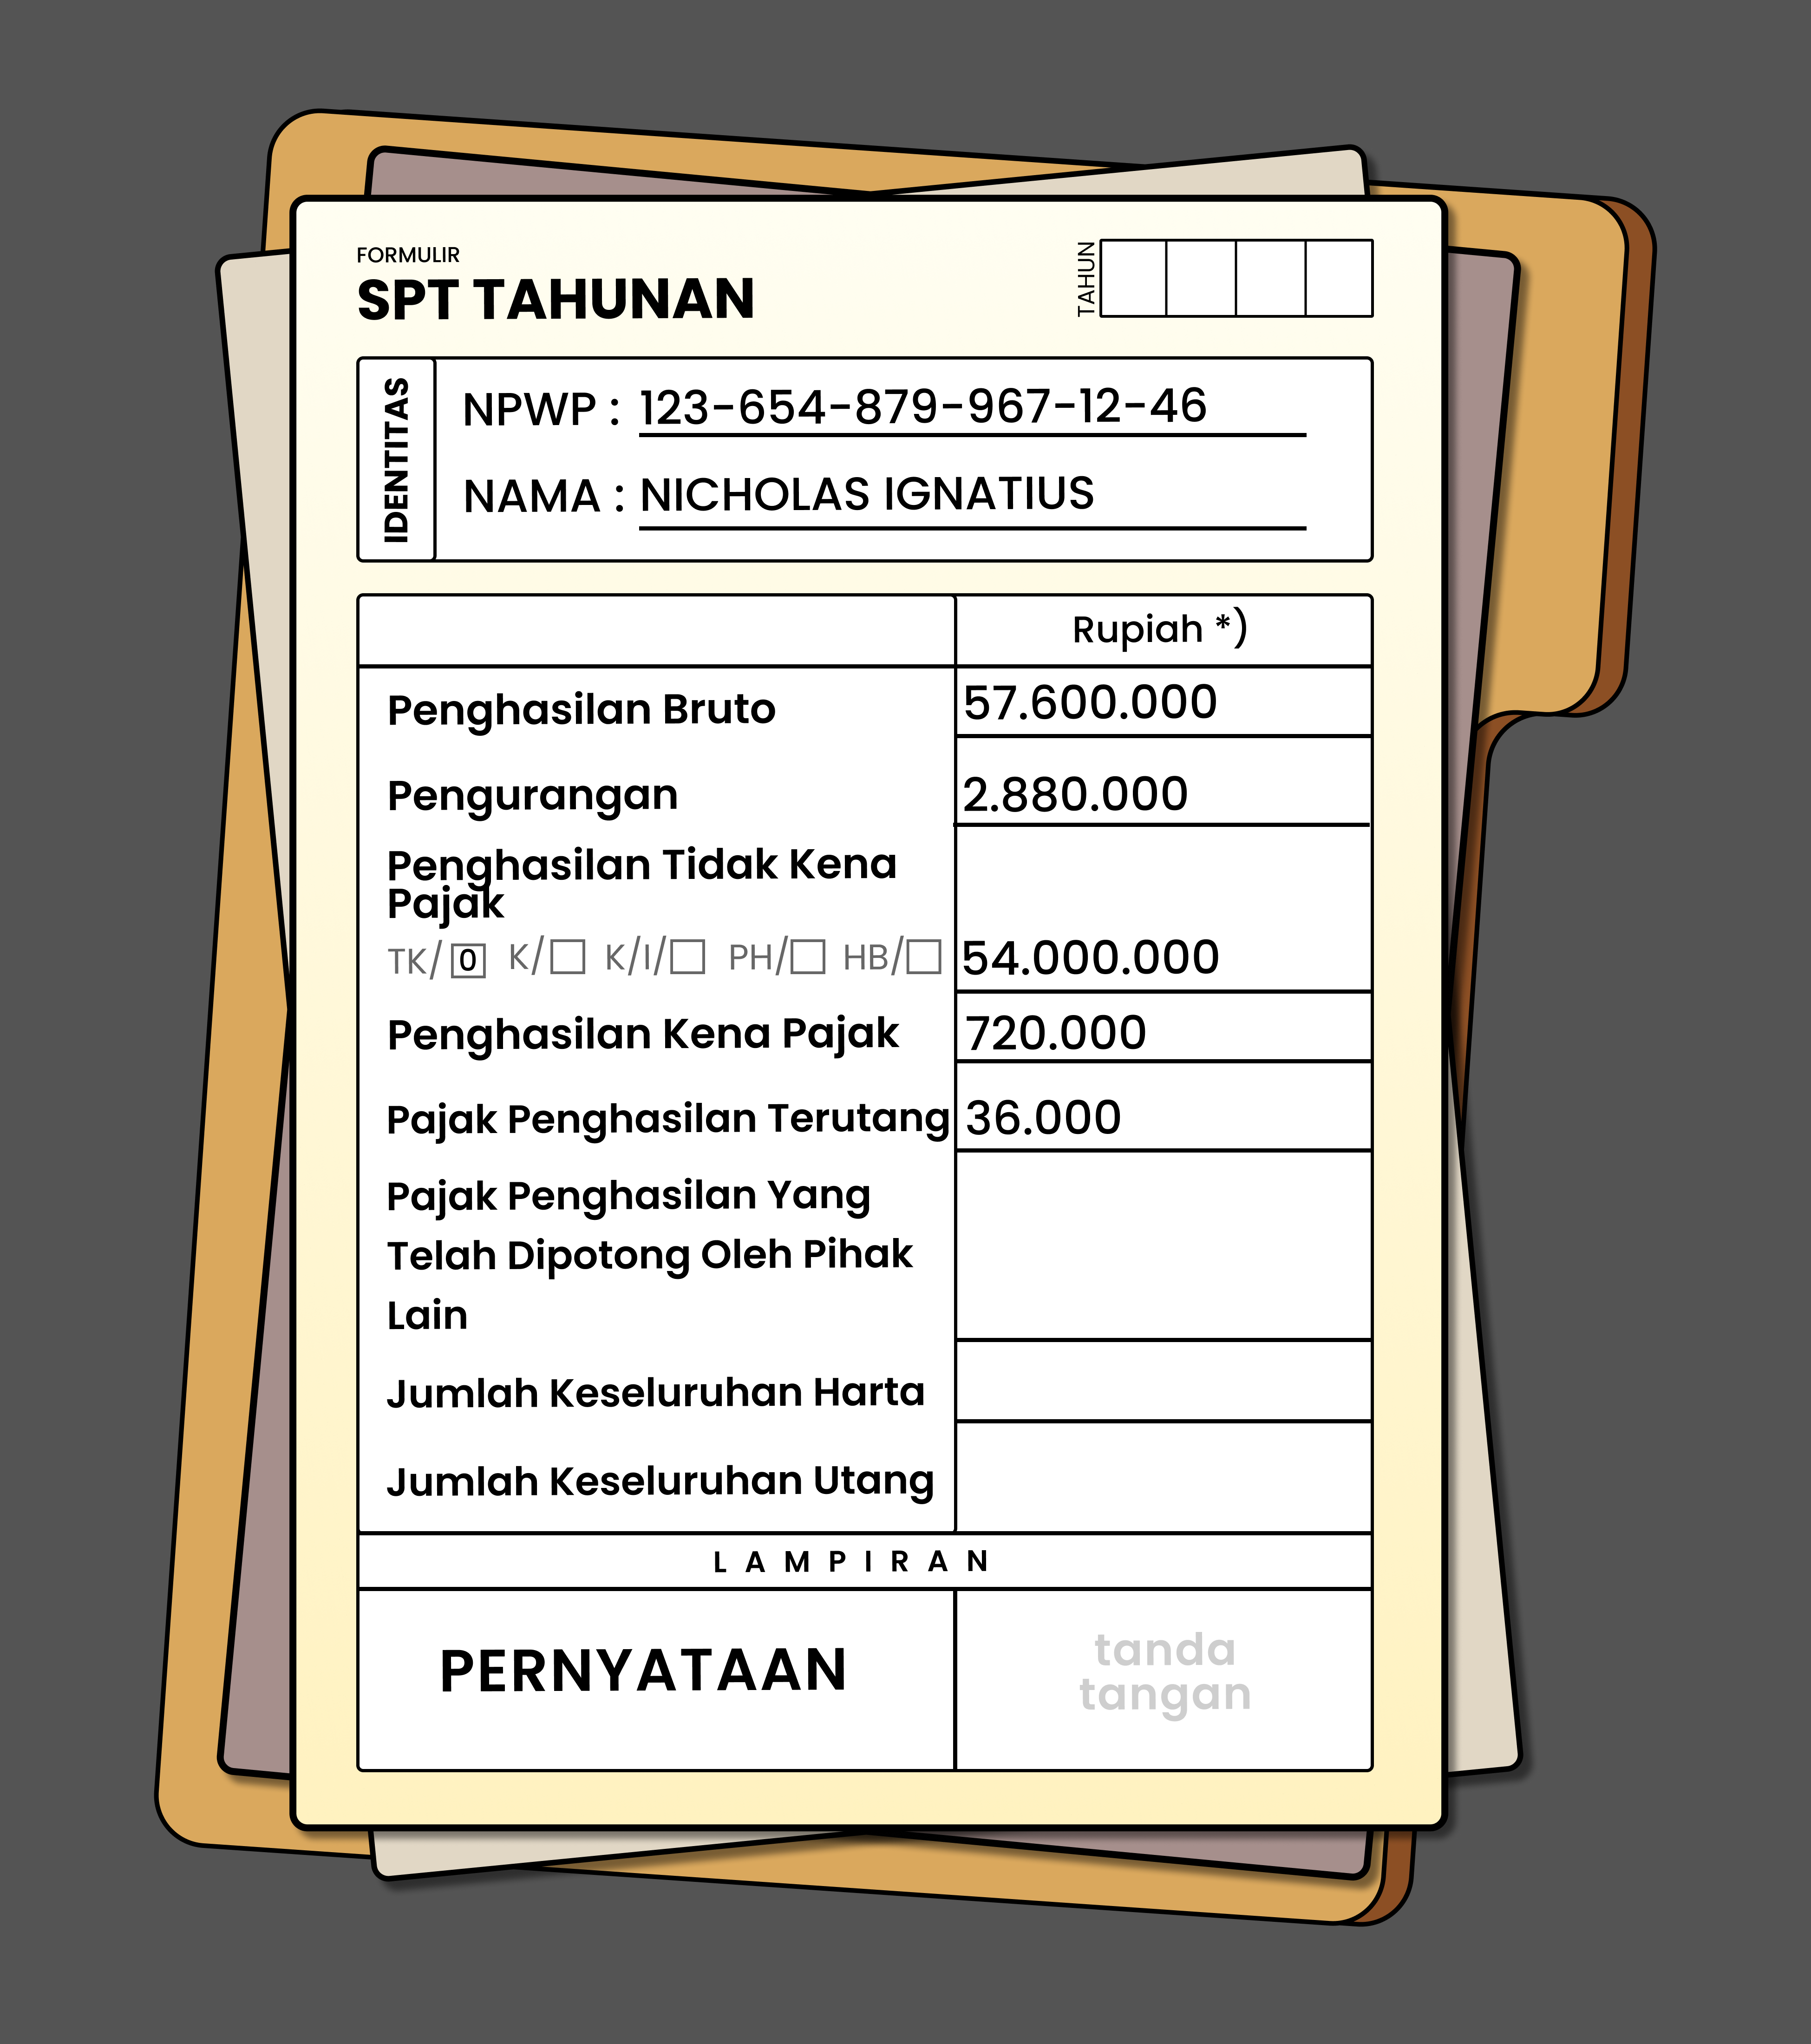 FORMULIR
SPT TAHUNAN
TAHUN
IDENTITAS
NPWP : 123-654-879-967-12-46
NAMA : NICHOLAS IGNATIUS
Rupiah *)
Penghasilan Bruto 57.600.000
Pengurangan 2.880.000
Penghasilan Tidak Kena
Pajak
TK/ 0 K/ K/I/ PH/ HB/ 54.000.000
Penghasilan Kena Pajak 720.000
Pajak Penghasilan Terutang 36.000
Pajak Penghasilan Yang
Telah Dipotong Oleh Pihak
Lain
Jumlah Keseluruhan Harta
Jumlah Keseluruhan Utang
LAMPIRAN
PERNYATAAN
tanda
tangan